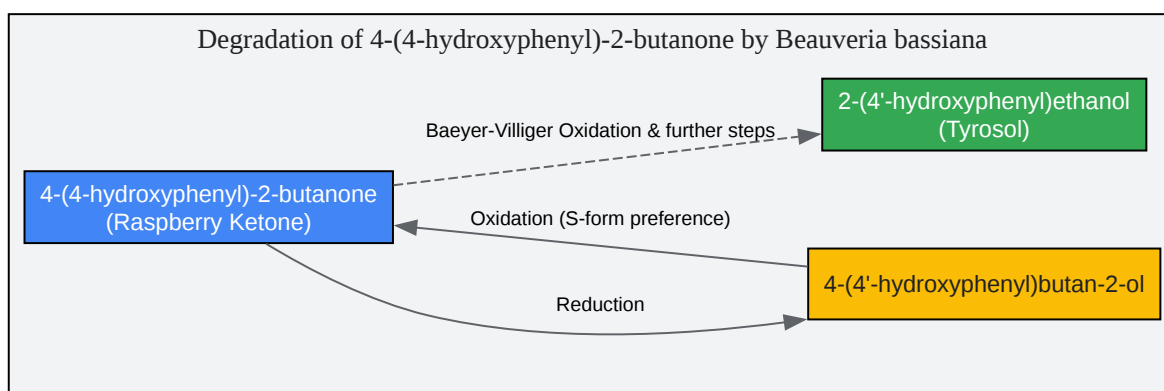 Degradation of 4-(4-hydroxyphenyl)-2-butanone by Beauveria bassiana
2-(4'-hydroxyphenyl)ethanol
(Tyrosol)
Baeyer-Villiger Oxidation & further steps
4-(4-hydroxyphenyl)-2-butanone
(Raspberry Ketone)
Oxidation (S-form preference)
4-(4'-hydroxyphenyl)butan-2-ol
Reduction